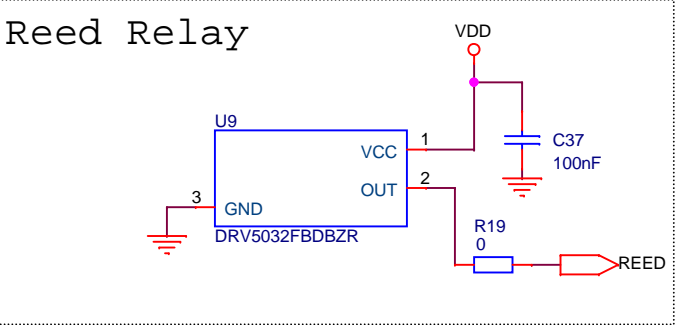 Reed Relay
VDD
U9
VCC
1
C37
100nF
OUT
2
3
GND
DRV5032FBDBZR
R19
0
REED